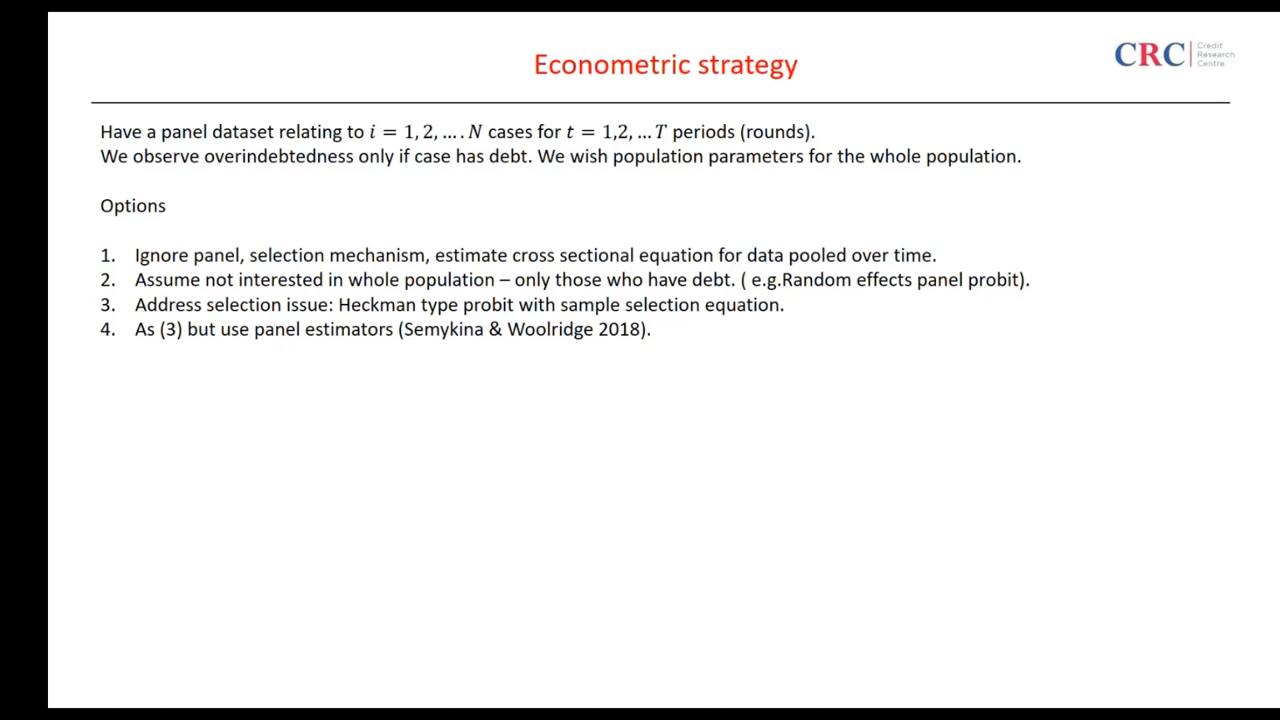 Econometric strategy
CRC
Credit
Research
Centre
Have a panel dataset relating to i = 1, 2, .... N cases for t = 1,2, ... T periods (rounds).
We observe overindebtedness only if case has debt. We wish population parameters for the whole population.
Options
1. Ignore panel, selection mechanism, estimate cross sectional equation for data pooled over time.
2. Assume not interested in whole population – only those who have debt. ( e.g.Random effects panel probit).
3. Address selection issue: Heckman type probit with sample selection equation.
4. As (3) but use panel estimators (Semykina & Woolridge 2018).